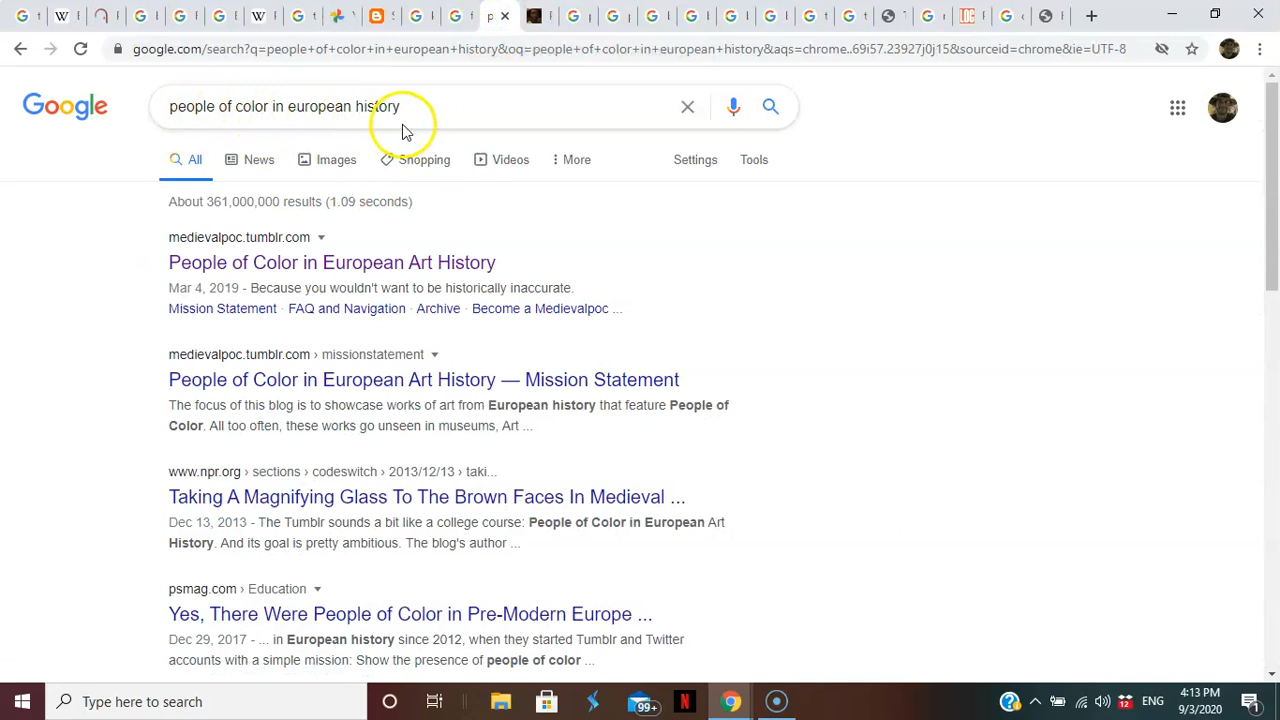 google.com/search?q=people+of+color+in+european+history&oq=people+of+color+in+european+history&aqs=chrome..69i57.23927j0j15&sourceid=chrome&ie=UTF-8
Google
people of color in european history
All News Images Shopping Videos More Settings Tools
About 361,000,000 results (1.09 seconds)
medievalpoc.tumblr.com
People of Color in European Art History
Mar 4, 2019 - Because you wouldn't want to be historically inaccurate.
Mission Statement · FAQ and Navigation · Archive · Become a Medievalpoc ...
medievalpoc.tumblr.com › missionstatement
People of Color in European Art History — Mission Statement
The focus of this blog is to showcase works of art from European history that feature People of
Color. All too often, these works go unseen in museums, Art ...
www.npr.org › sections › codeswitch › 2013/12/13 › taki...
Taking A Magnifying Glass To The Brown Faces In Medieval ...
Dec 13, 2013 - The Tumblr sounds a bit like a college course: People of Color in European Art
History. And its goal is pretty ambitious. The blog's author ...
psmag.com › Education
Yes, There Were People of Color in Pre-Modern Europe ...
Dec 29, 2017 - ... in European history since 2012, when they started Tumblr and Twitter
accounts with a simple mission: Show the presence of people of color ...
Type here to search
99+
N
12
ENG
4:13 PM
9/3/2020
1